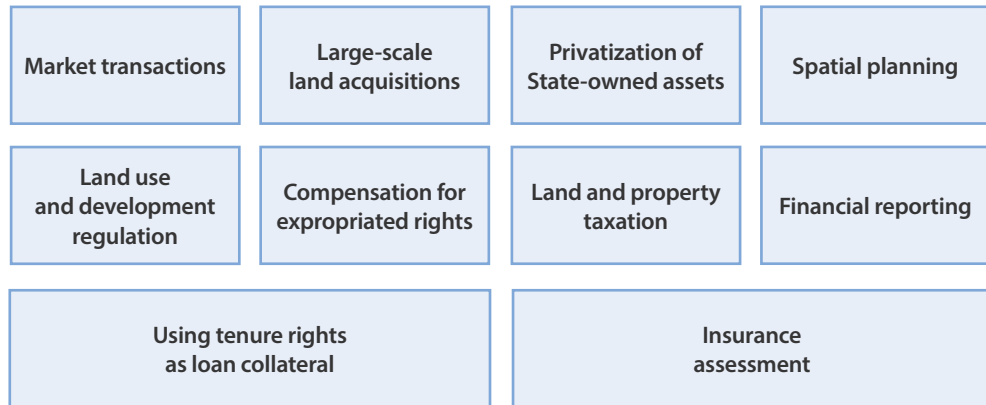 Market transactions
Large-scale
land acquisitions
Privatization of
State-owned assets
Spatial planning
Land use
and development
regulation
Compensation for
expropriated rights
Land and property
taxation
Financial reporting
Using tenure rights
as loan collateral
Insurance
assessment